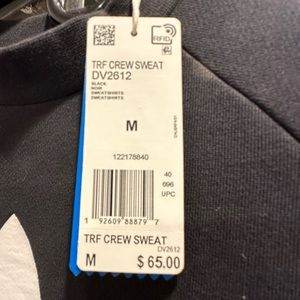 RFID
TRF CREW SWEAT
DV2612
BLACK
NOIR
SWEATSHIRTS
SWEATSHIRTS
M
122178840
40
696
UPC
1 92609 88879 7
TRF CREW SWEAT
DV2612
M $ 65.00